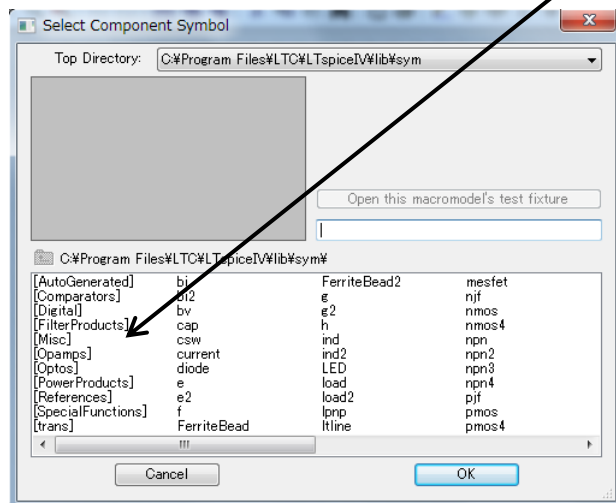 Select Component Symbol
Top Directory: C:¥Program Files¥LTC¥LTspiceIV¥lib¥sym
Open this macromodel's test fixture
C:¥Program Files¥LTC¥LTspiceIV¥lib¥sym¥
[AutoGenerated] bi FerriteBead2 mesfet
[Comparators] bi2 g njf
[Digital] bv g2 nmos
[FilterProducts] cap h nmos4
[Misc] csw ind npn
[Opamps] current ind2 npn2
[Optos] diode LED npn3
[PowerProducts] e load npn4
[References] e2 load2 pjf
[SpecialFunctions] f lpnp pmos
[trans] FerriteBead ltline pmos4
Cancel OK